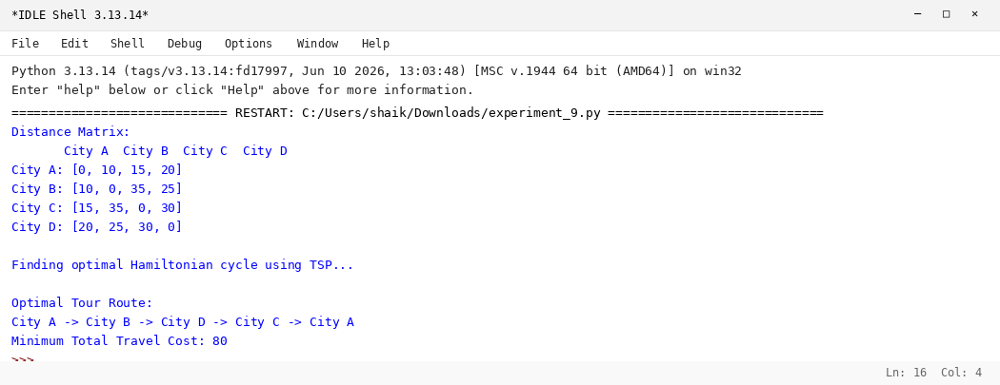 *IDLE Shell 3.13.14*
File Edit Shell Debug Options Window Help
Python 3.13.14 (tags/v3.13.14:fd17997, Jun 10 2026, 13:03:48) [MSC v.1944 64 bit (AMD64)] on win32
Enter "help" below or click "Help" above for more information.
============================= RESTART: C:/Users/shaik/Downloads/experiment_9.py =============================
Distance Matrix:
       City A  City B  City C  City D
City A: [0, 10, 15, 20]
City B: [10, 0, 35, 25]
City C: [15, 35, 0, 30]
City D: [20, 25, 30, 0]
Finding optimal Hamiltonian cycle using TSP...
Optimal Tour Route:
City A -> City B -> City D -> City C -> City A
Minimum Total Travel Cost: 80
>>>
Ln: 16 Col: 4